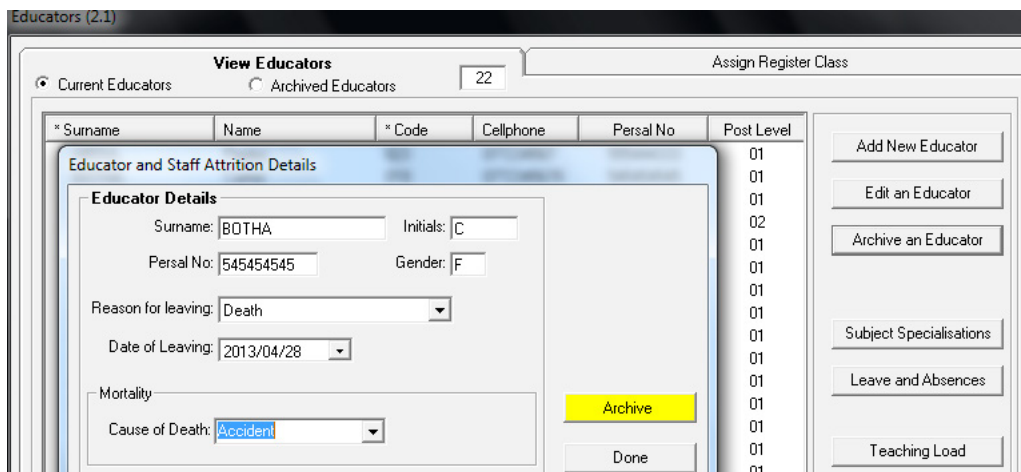 Educators (2.1)
View Educators
Assign Register Class
Current Educators
Archived Educators
22
* Surname Name * Code Cellphone Persal No Post Level
01
01
01
02
01
01
01
01
01
01
01
01
01
01
01
Educator and Staff Attrition Details
Educator Details
Surname: BOTHA Initials: C
Persal No: 545454545 Gender: F
Reason for leaving: Death
Date of Leaving: 2013/04/28
Mortality
Cause of Death: Accident
Archive
Done
Add New Educator
Edit an Educator
Archive an Educator
Subject Specialisations
Leave and Absences
Teaching Load